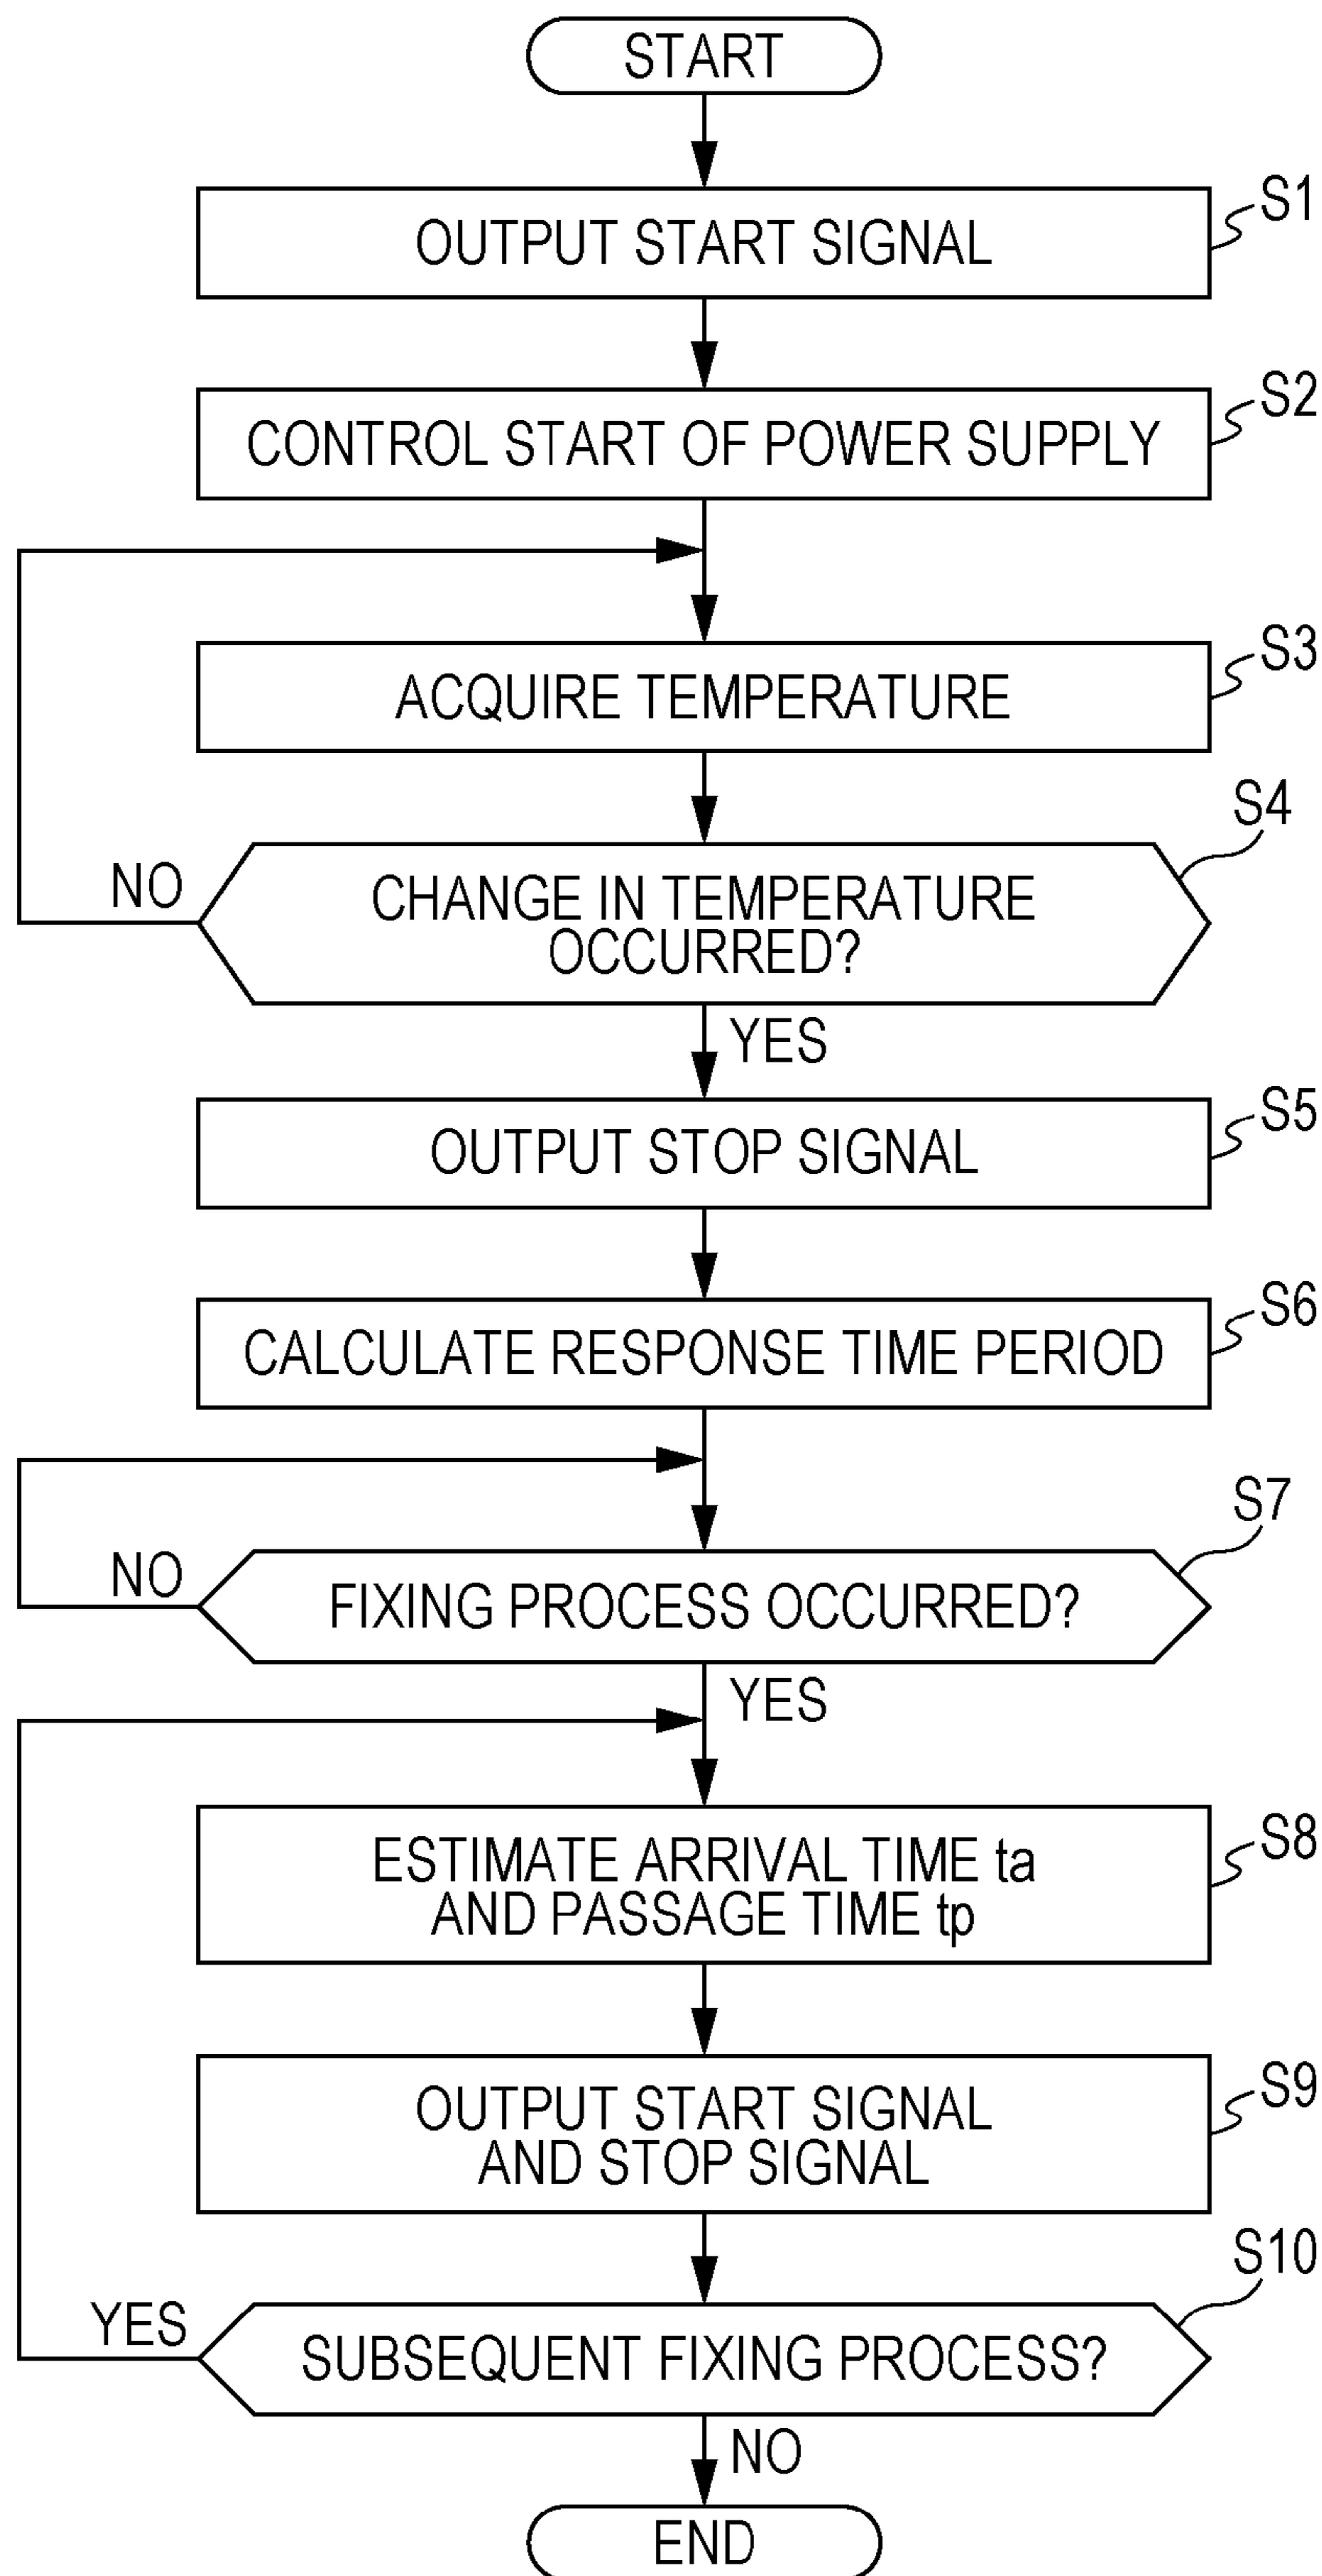 START
OUTPUT START SIGNAL
S1
CONTROL START OF POWER SUPPLY
S2
ACQUIRE TEMPERATURE
S3
S4
NO
CHANGE IN TEMPERATURE
OCCURRED?
YES
OUTPUT STOP SIGNAL
S5
CALCULATE RESPONSE TIME PERIOD
S6
S7
NO
FIXING PROCESS OCCURRED?
YES
ESTIMATE ARRIVAL TIME ta
AND PASSAGE TIME tp
S8
OUTPUT START SIGNAL
AND STOP SIGNAL
S9
S10
YES
SUBSEQUENT FIXING PROCESS?
NO
END